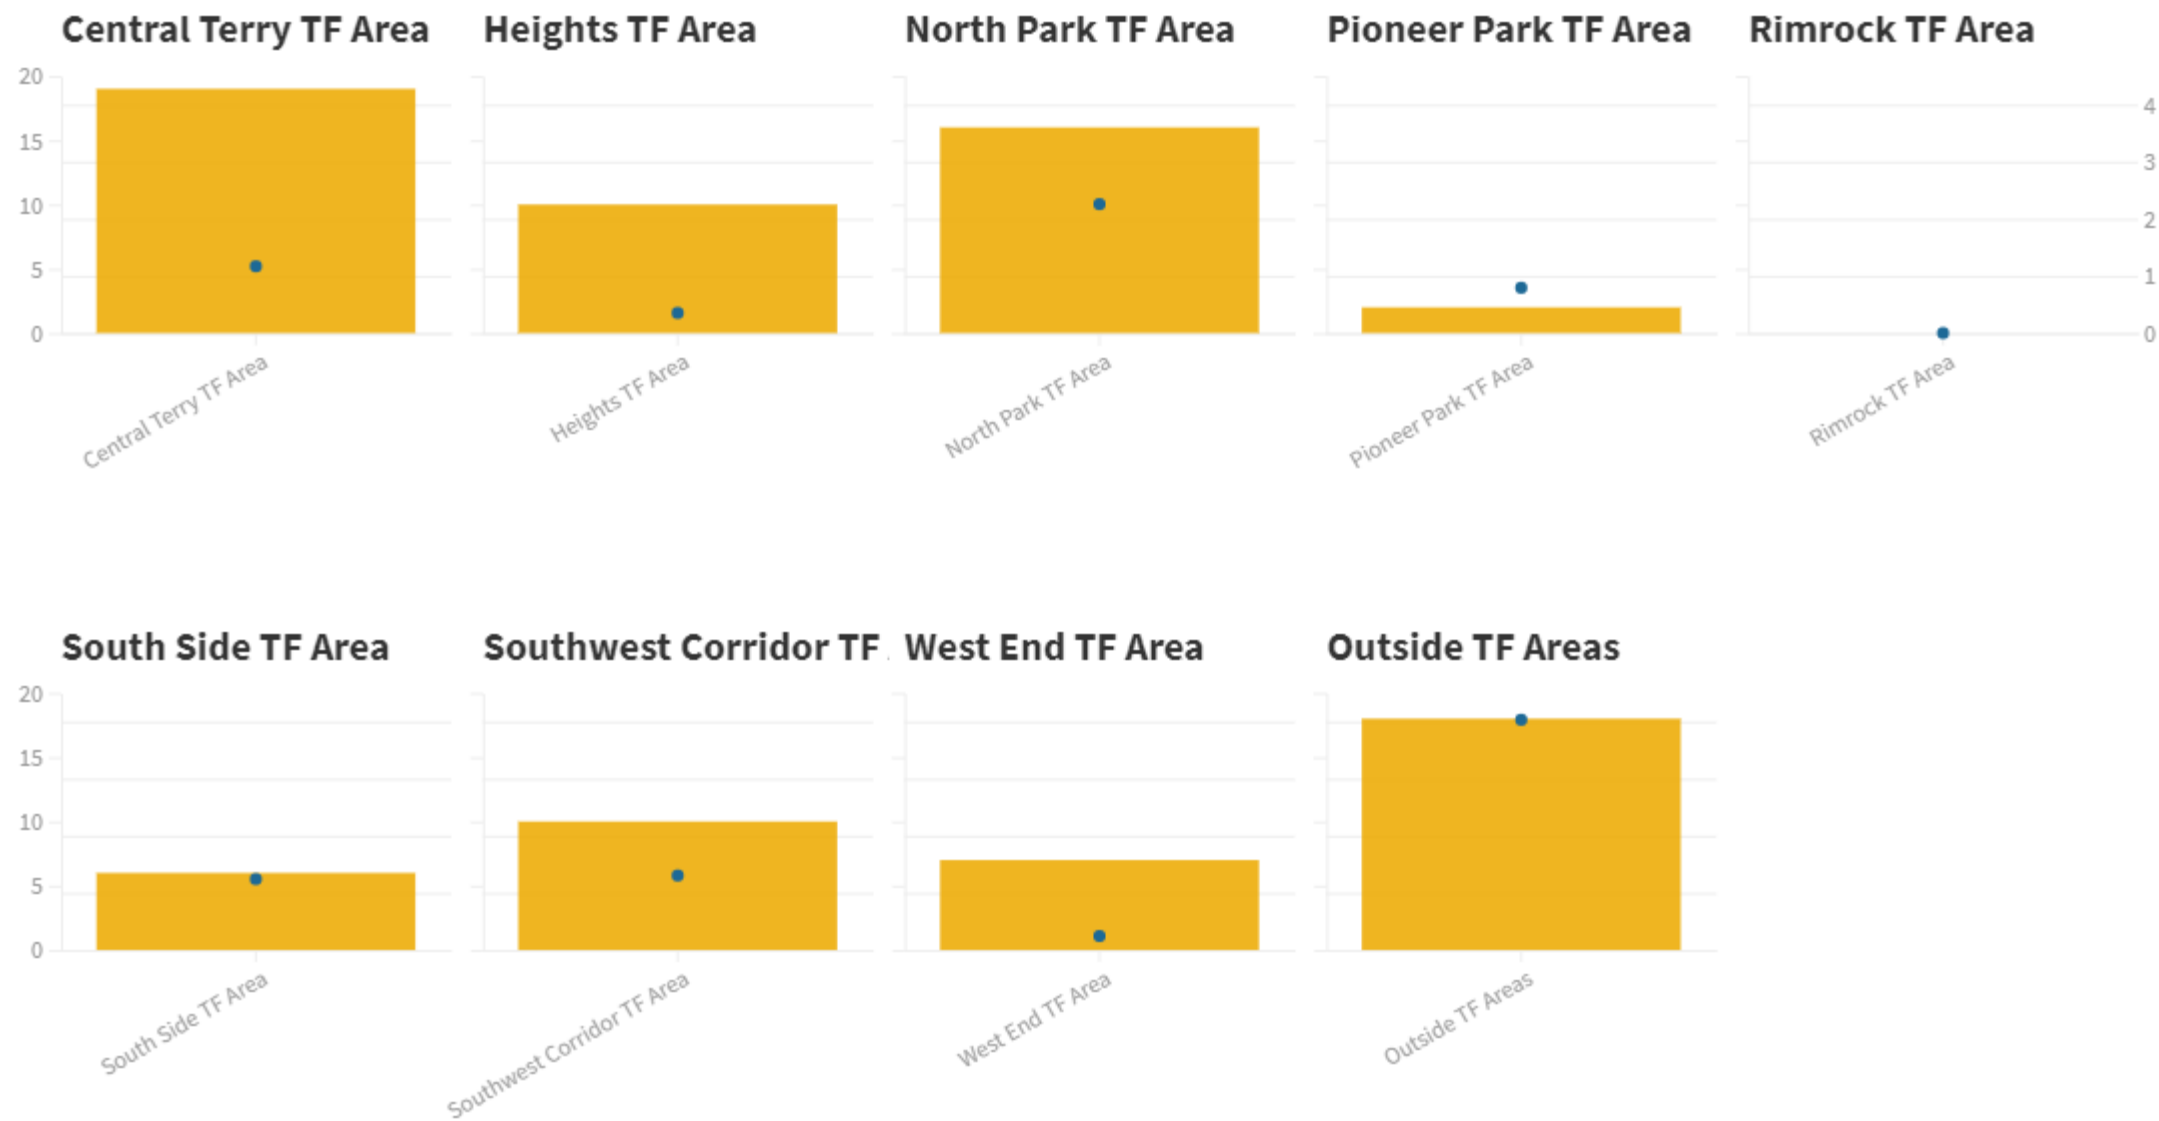 Central Terry TF Area
Heights TF Area
North Park TF Area
Pioneer Park TF Area
Rimrock TF Area
20
15
10
5
0
4
3
2
1
0
Central Terry TF Area
Heights TF Area
North Park TF Area
Pioneer Park TF Area
Rimrock TF Area
South Side TF Area
Southwest Corridor TF
West End TF Area
Outside TF Areas
20
15
10
5
0
South Side TF Area
Southwest Corridor TF Area
West End TF Area
Outside TF Areas